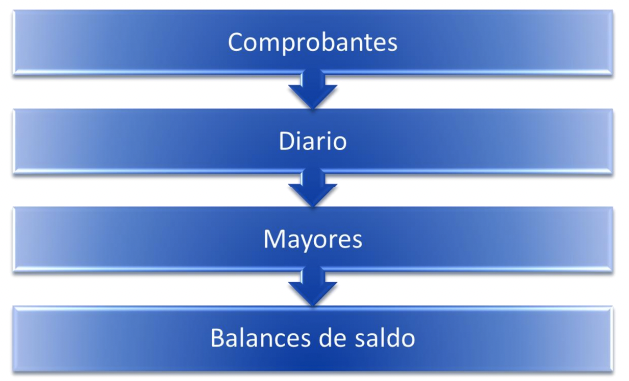 Comprobantes
Diario
Mayores
Balances de saldo